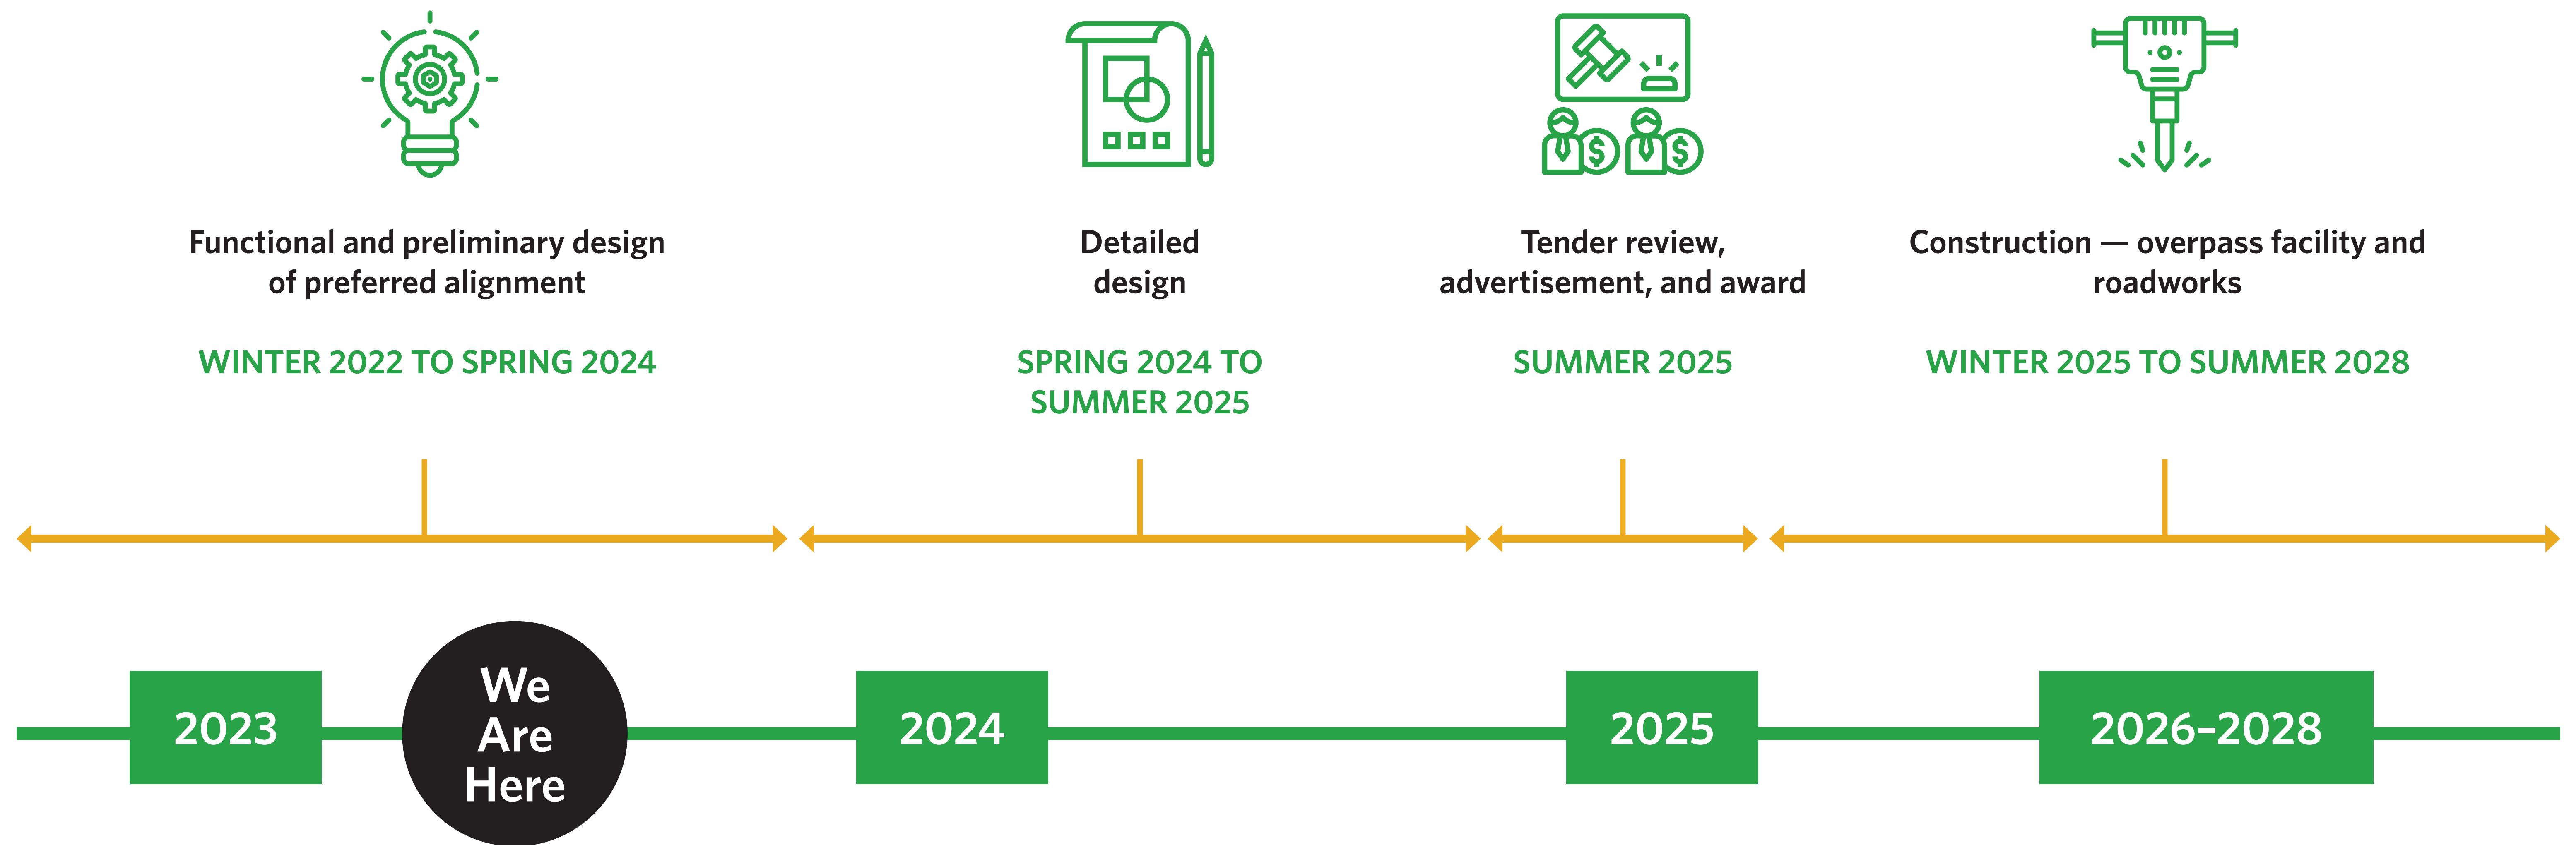 Functional and preliminary design
of preferred alignment
WINTER 2022 TO SPRING 2024
Detailed
design
SPRING 2024 TO
SUMMER 2025
Tender review,
advertisement, and award
SUMMER 2025
Construction — overpass facility and
roadworks
WINTER 2025 TO SUMMER 2028
2023
We
Are
Here
2024
2025
2026–2028